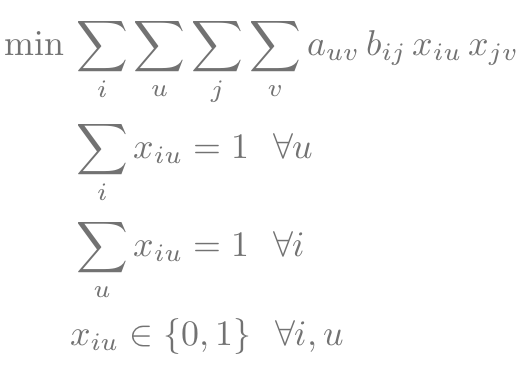 min ∑_i ∑_u ∑_j ∑_v a_{uv} b_{ij} x_{iu} x_{jv}
∑_i x_{iu} = 1 ∀u
∑_u x_{iu} = 1 ∀i
x_{iu} ∈ {0, 1} ∀i, u